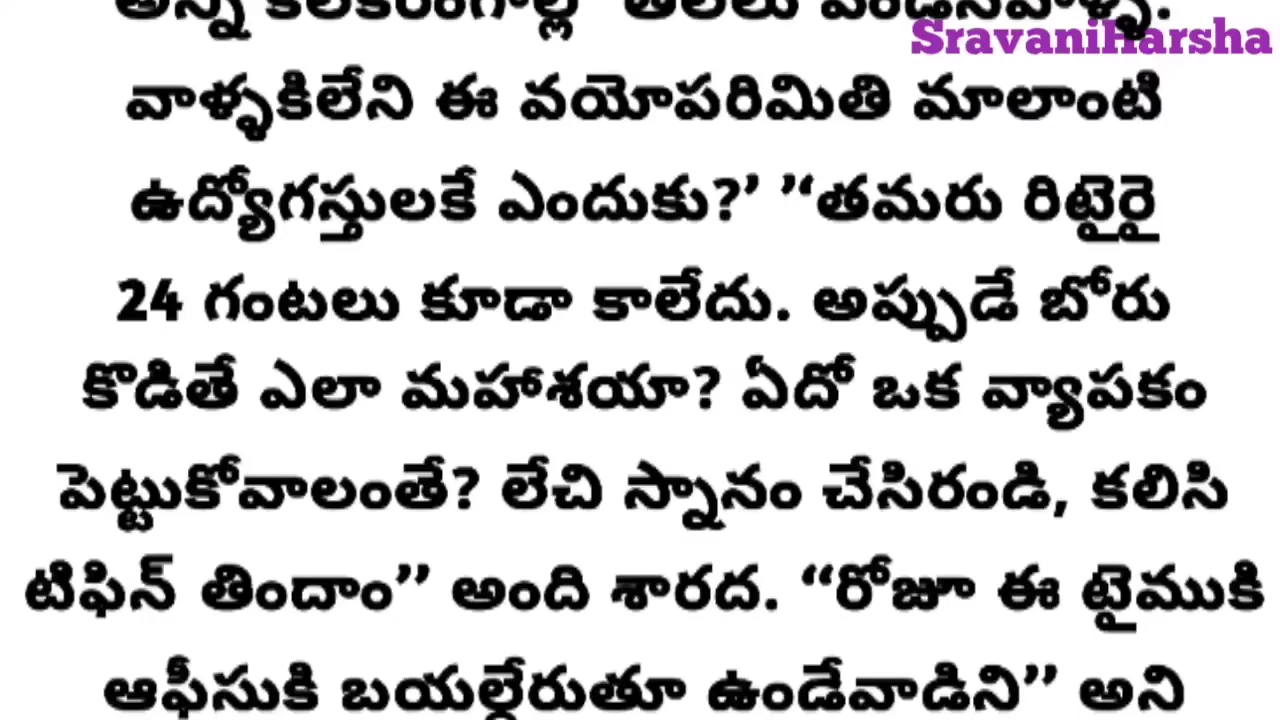 SravaniHarsha
వాళ్ళకిలేని ఈ వయోపరిమితి మాలాంటి
ఉద్యోగస్తులకే ఎందుకు?’ ’‘‘తమరు రిటైరై
24 గంటలు కూడా కాలేదు. అప్పుడే బోరు
కొడితే ఎలా మహాశయా? ఏదో ఒక వ్యాపకం
పెట్టుకోవాలంతే? లేచి స్నానం చేసిరండి, కలిసి
టిఫిన్ తిందాం’’ అంది శారద. ‘‘రోజూ ఈ టైముకి
ఆఫీసుకి బయల్దేరుతూ ఉండేవాడిని’’ అని